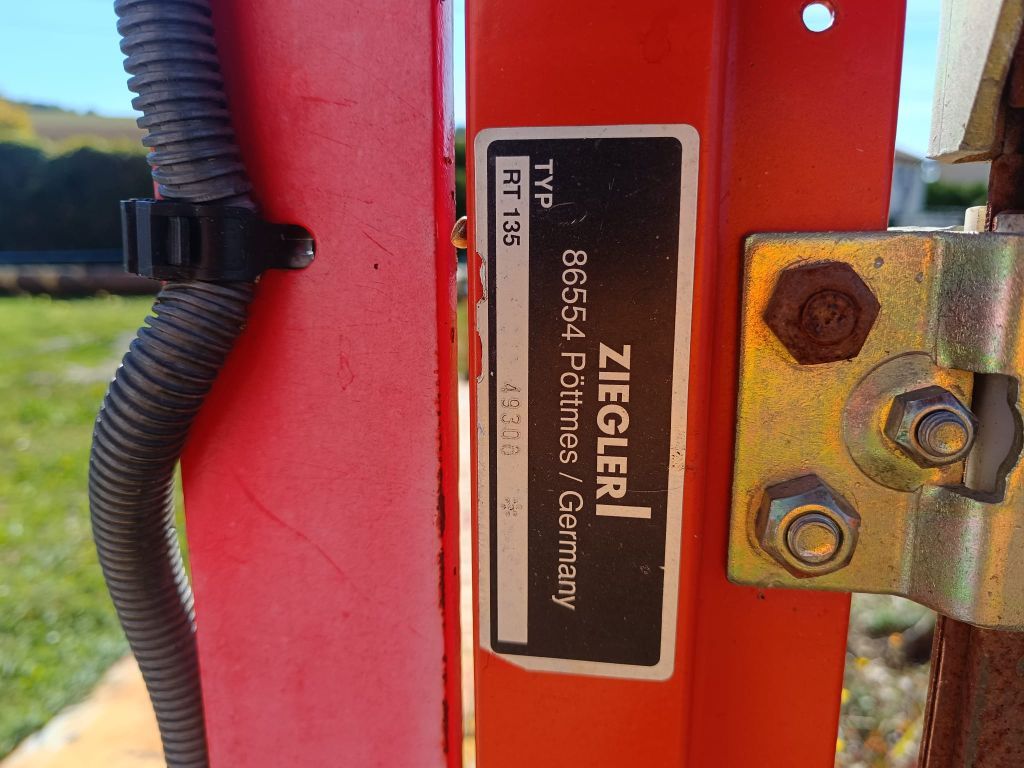 ZIEGLER
86554 Pöttmes / Germany
TYP
RT 135 49300